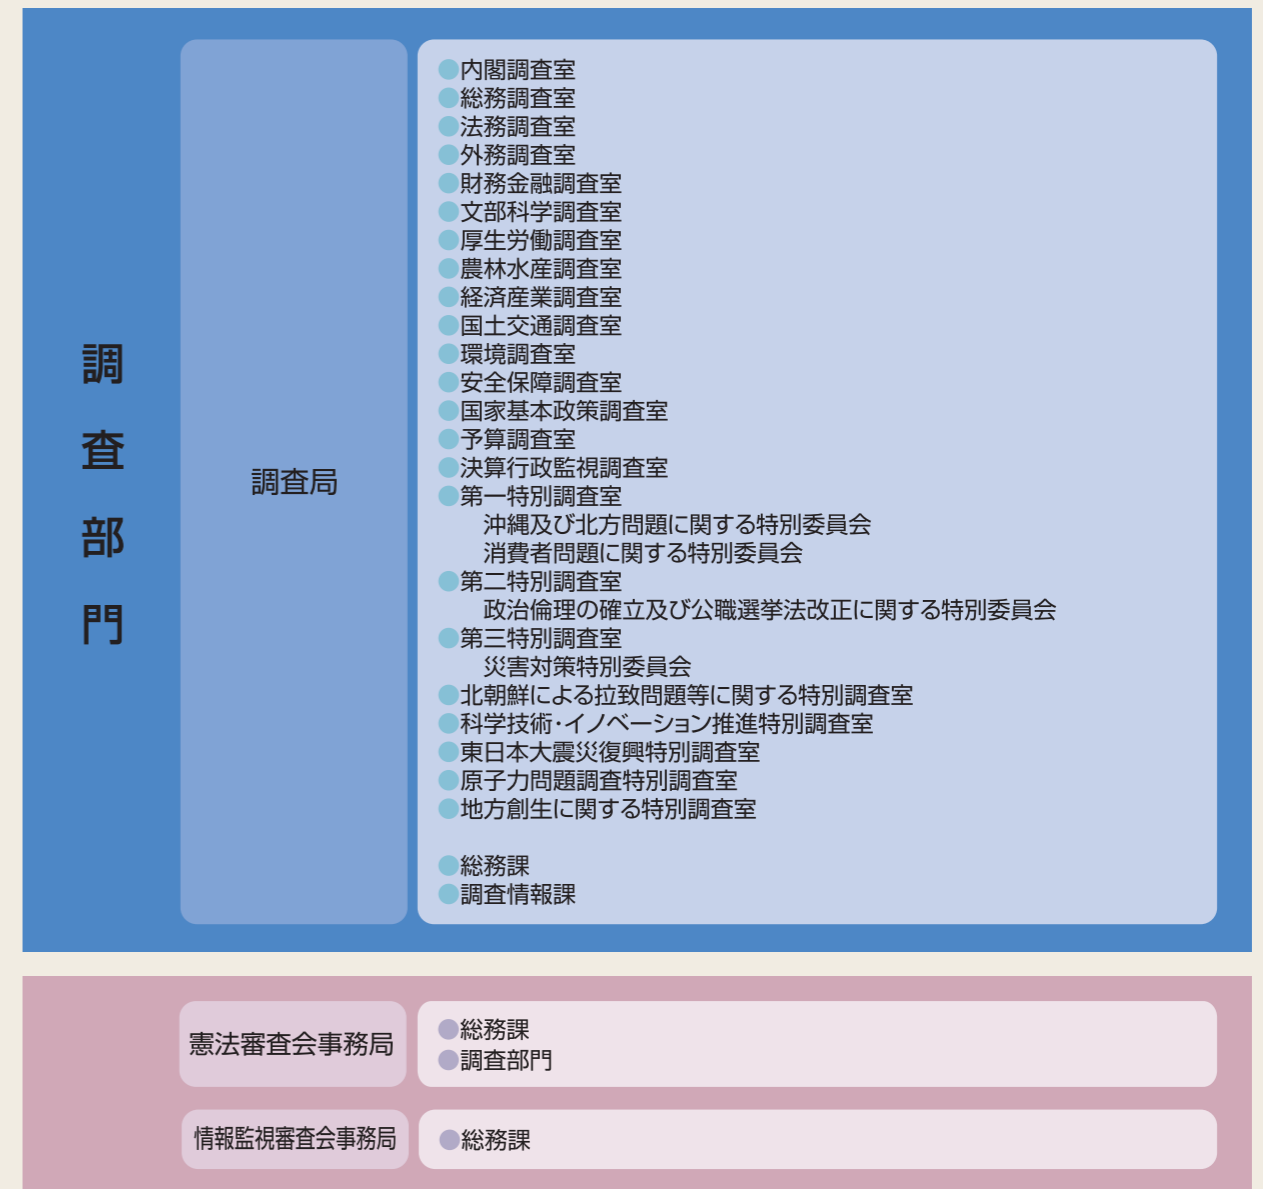 調査部門
調査局
●内閣調査室
●総務調査室
●法務調査室
●外務調査室
●財務金融調査室
●文部科学調査室
●厚生労働調査室
●農林水産調査室
●経済産業調査室
●国土交通調査室
●環境調査室
●安全保障調査室
●国家基本政策調査室
●予算調査室
●決算行政監視調査室
●第一特別調査室
沖縄及び北方問題に関する特別委員会
消費者問題に関する特別委員会
●第二特別調査室
政治倫理の確立及び公職選挙法改正に関する特別委員会
●第三特別調査室
災害対策特別委員会
●北朝鮮による拉致問題等に関する特別調査室
●科学技術・イノベーション推進特別調査室
●東日本大震災復興特別調査室
●原子力問題調査特別調査室
●地方創生に関する特別調査室
●総務課
●調査情報課
憲法審査会事務局
●総務課
●調査部門
情報監視審査会事務局
●総務課